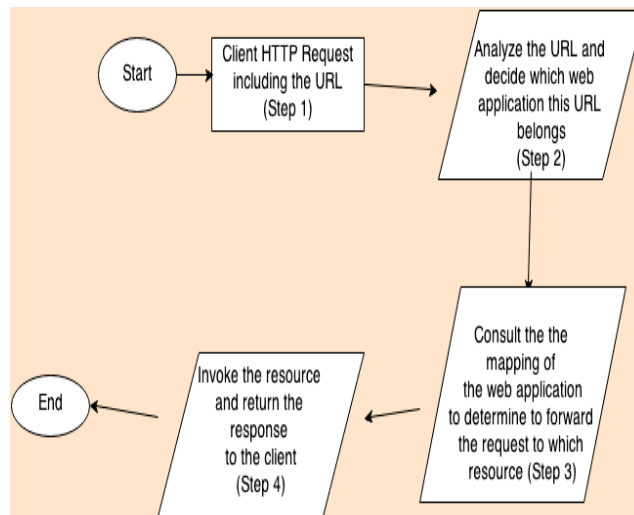 Start
Client HTTP Request
including the URL
(Step 1)
Analyze the URL and
decide which web
application this URL
belongs
(Step 2)
Consult the the
mapping of
the web application
to determine to forward
the request to which
resource (Step 3)
Invoke the resource
and return the
response
to the client
(Step 4)
End